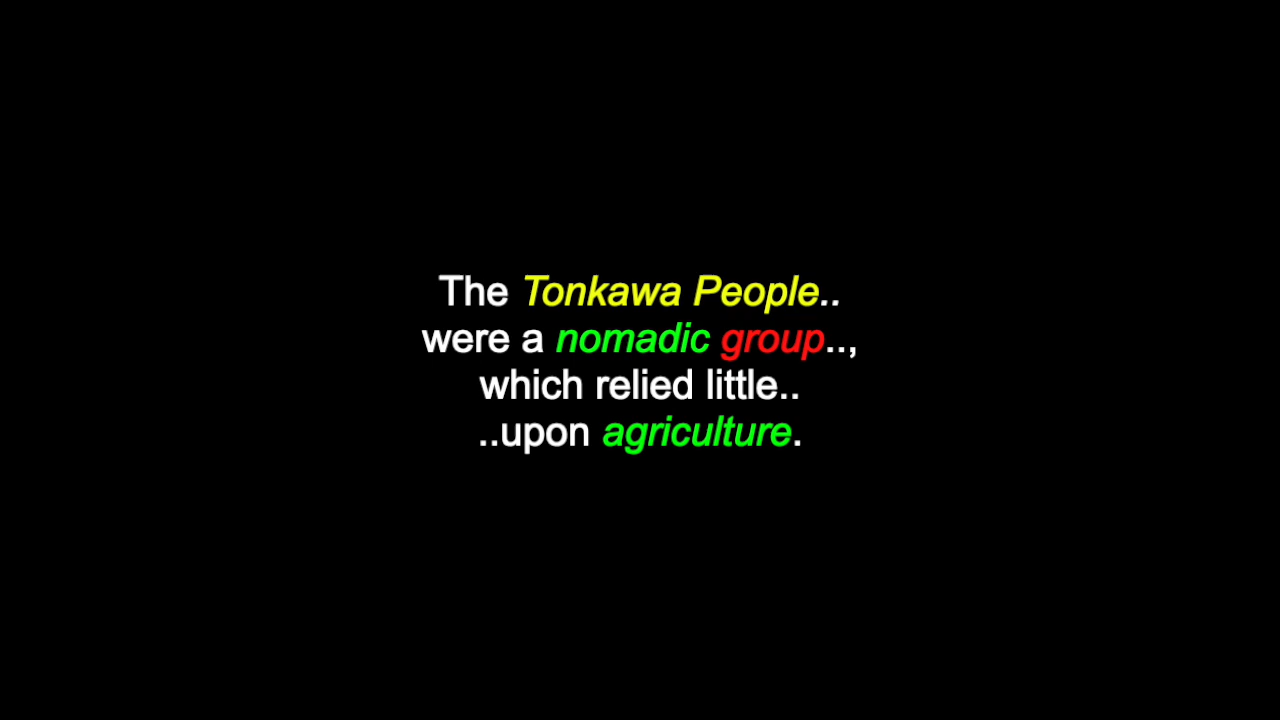 The Tonkawa People..
were a nomadic group..,
which relied little..
..upon agriculture.